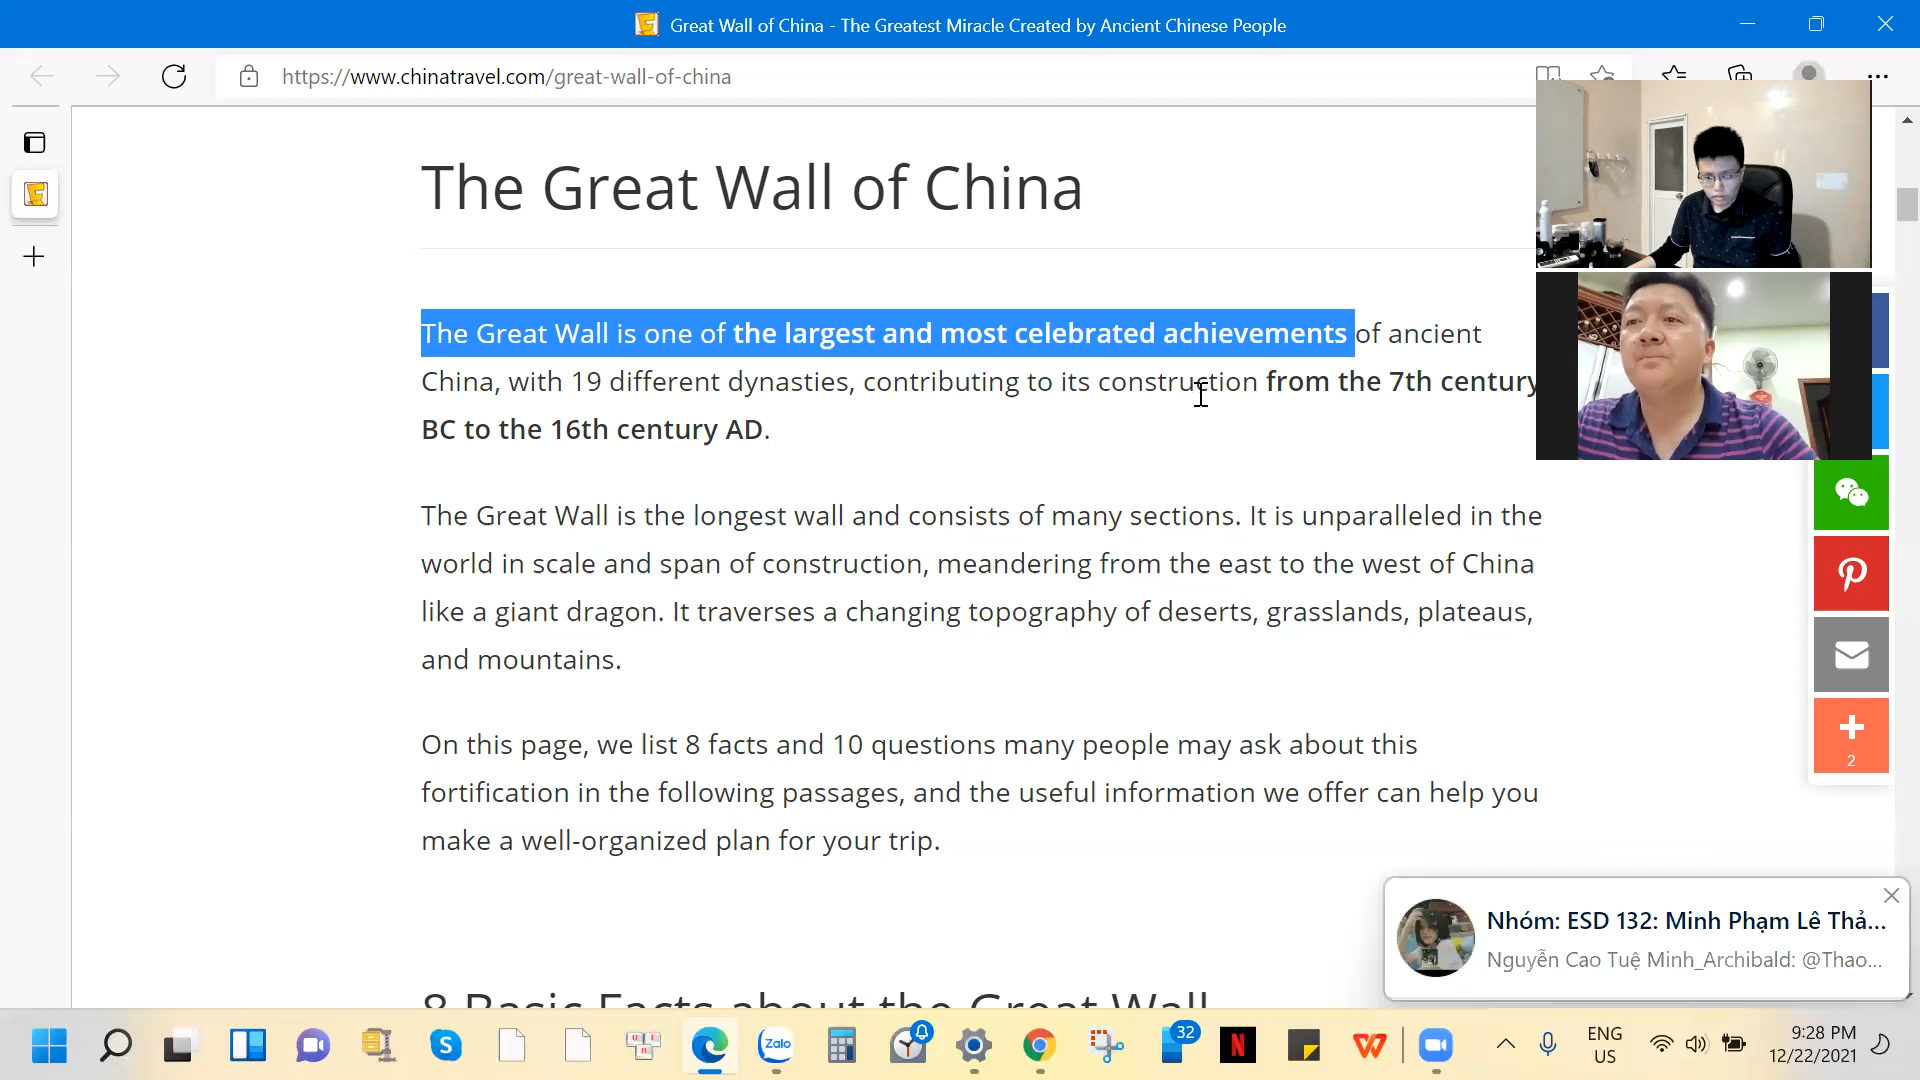 Great Wall of China - The Greatest Miracle Created by Ancient Chinese People
https://www.chinatravel.com/great-wall-of-china
The Great Wall of China
The Great Wall is one of the largest and most celebrated achievements of ancient
China, with 19 different dynasties, contributing to its construction from the 7th century
BC to the 16th century AD.
The Great Wall is the longest wall and consists of many sections. It is unparalleled in the
world in scale and span of construction, meandering from the east to the west of China
like a giant dragon. It traverses a changing topography of deserts, grasslands, plateaus,
and mountains.
On this page, we list 8 facts and 10 questions many people may ask about this
fortification in the following passages, and the useful information we offer can help you
make a well-organized plan for your trip.
2
Nhóm: ESD 132: Minh Phạm Lê Thả...
Nguyễn Cao Tuệ Minh_Archibald: @Thao...
8 Basic Facts about the Great Wall
Zalo
32
N
ENG
US
9:28 PM
12/22/2021